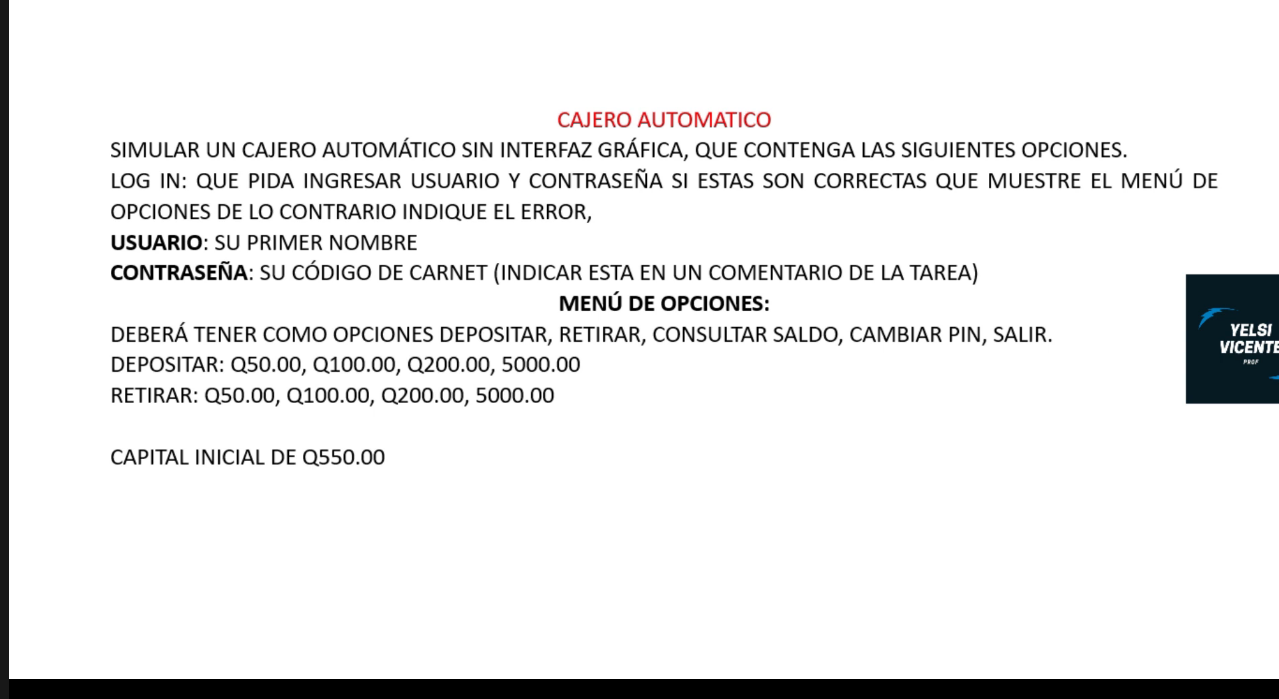 CAJERO AUTOMATICO
SIMULAR UN CAJERO AUTOMÁTICO SIN INTERFAZ GRÁFICA, QUE CONTENGA LAS SIGUIENTES OPCIONES.
LOG IN: QUE PIDA INGRESAR USUARIO Y CONTRASEÑA SI ESTAS SON CORRECTAS QUE MUESTRE EL MENÚ DE
OPCIONES DE LO CONTRARIO INDIQUE EL ERROR,
USUARIO: SU PRIMER NOMBRE
CONTRASEÑA: SU CÓDIGO DE CARNET (INDICAR ESTA EN UN COMENTARIO DE LA TAREA)
MENÚ DE OPCIONES:
DEBERÁ TENER COMO OPCIONES DEPOSITAR, RETIRAR, CONSULTAR SALDO, CAMBIAR PIN, SALIR.
DEPOSITAR: Q50.00, Q100.00, Q200.00, 5000.00
RETIRAR: Q50.00, Q100.00, Q200.00, 5000.00
CAPITAL INICIAL DE Q550.00
YELSI
VICENTE
PROF